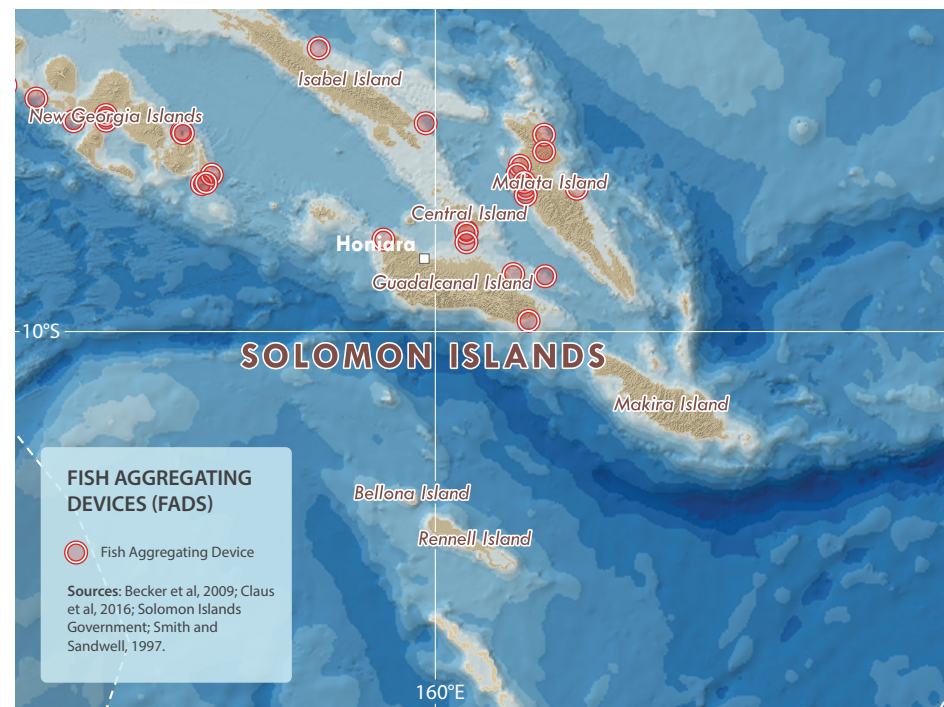 Isabel Island
New Georgia Islands
Malata Island
Central Island
Honiara
Guadalcanal Island
10°S
SOLOMON ISLANDS
Makira Island
FISH AGGREGATING
DEVICES (FADS)
Fish Aggregating Device
Sources: Becker et al, 2009; Claus
et al, 2016; Solomon Islands
Government; Smith and
Sandwell, 1997.
Bellona Island
Rennell Island
160°E